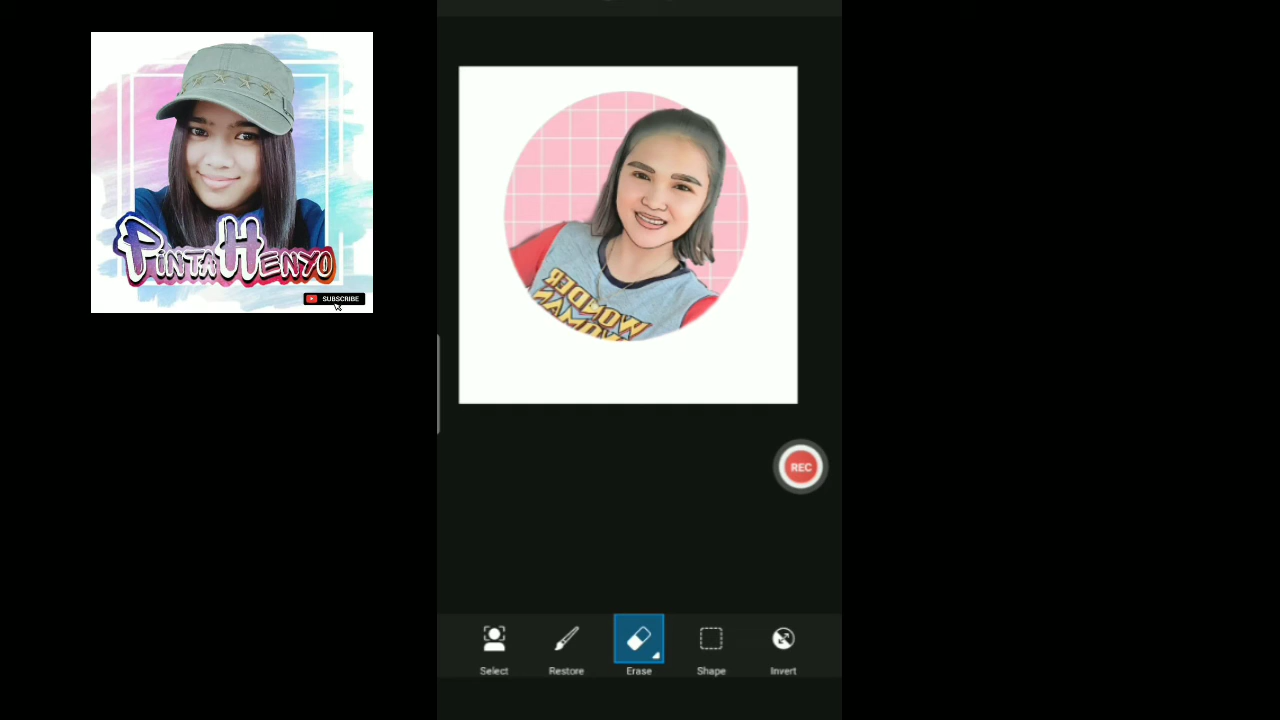 PINTAHENYO
SUBSCRIBE
WONDER
WOMAN
REC
Select
Restore
Erase
Shape
Invert